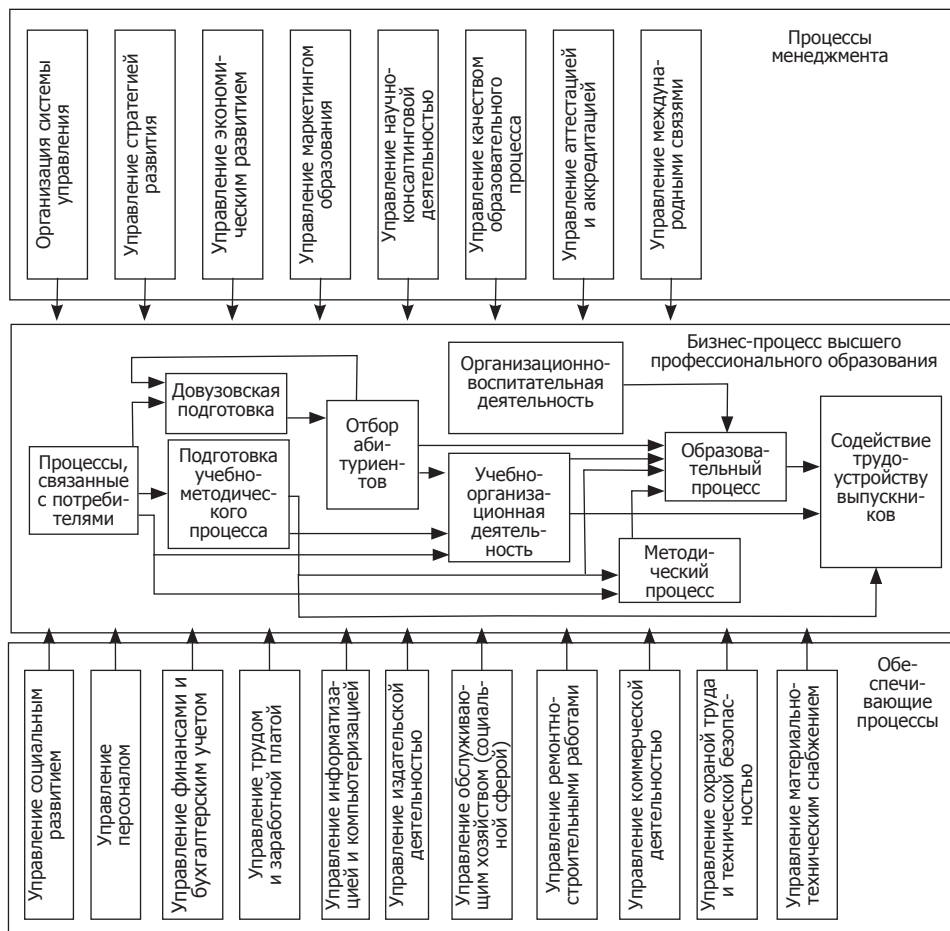 Процессы
менеджмента
Организация системы
управления
Управление стратегией
развития
Управление экономи-
ческим развитием
Управление маркетингом
образования
Управление научно-
консалтинговой
деятельностью
Управление качеством
образовательного
процесса
Управление аттестацией
и аккредитацией
Управление междуна-
родными связями
Бизнес-процесс высшего
профессионального образования
Организационно-
воспитательная
деятельность
Довузовская
подготовка
Отбор
аби-
туриен-
тов
Содействие
трудо-
устройству
выпускни-
ков
Образова-
тельный
процесс
Процессы,
связанные
с потреби-
телями
Подготовка
учебно-
методичес-
кого про-
цесса
Учебно-
органи­за-
ционная
деятель-
ность
Методи-
ческий
процесс
Обе-
спечи-
вающие
процессы
Управление социальным
развитием
Управление
персоналом
Управление финансами и
бухгалтерским учетом
Управление трудом
и заработной платой
Управление информатиза-
цией и компьютеризацией
Управление издательской
деятельностью
Управление обслуживаю-
щим хозяйством (социаль-
ной сферой)
Управление ремонтно-
строительными работами
Управление коммерческой
деятельностью
Управление охраной труда
и технической безопас-
ностью
Управление материально-
техническим снабжением